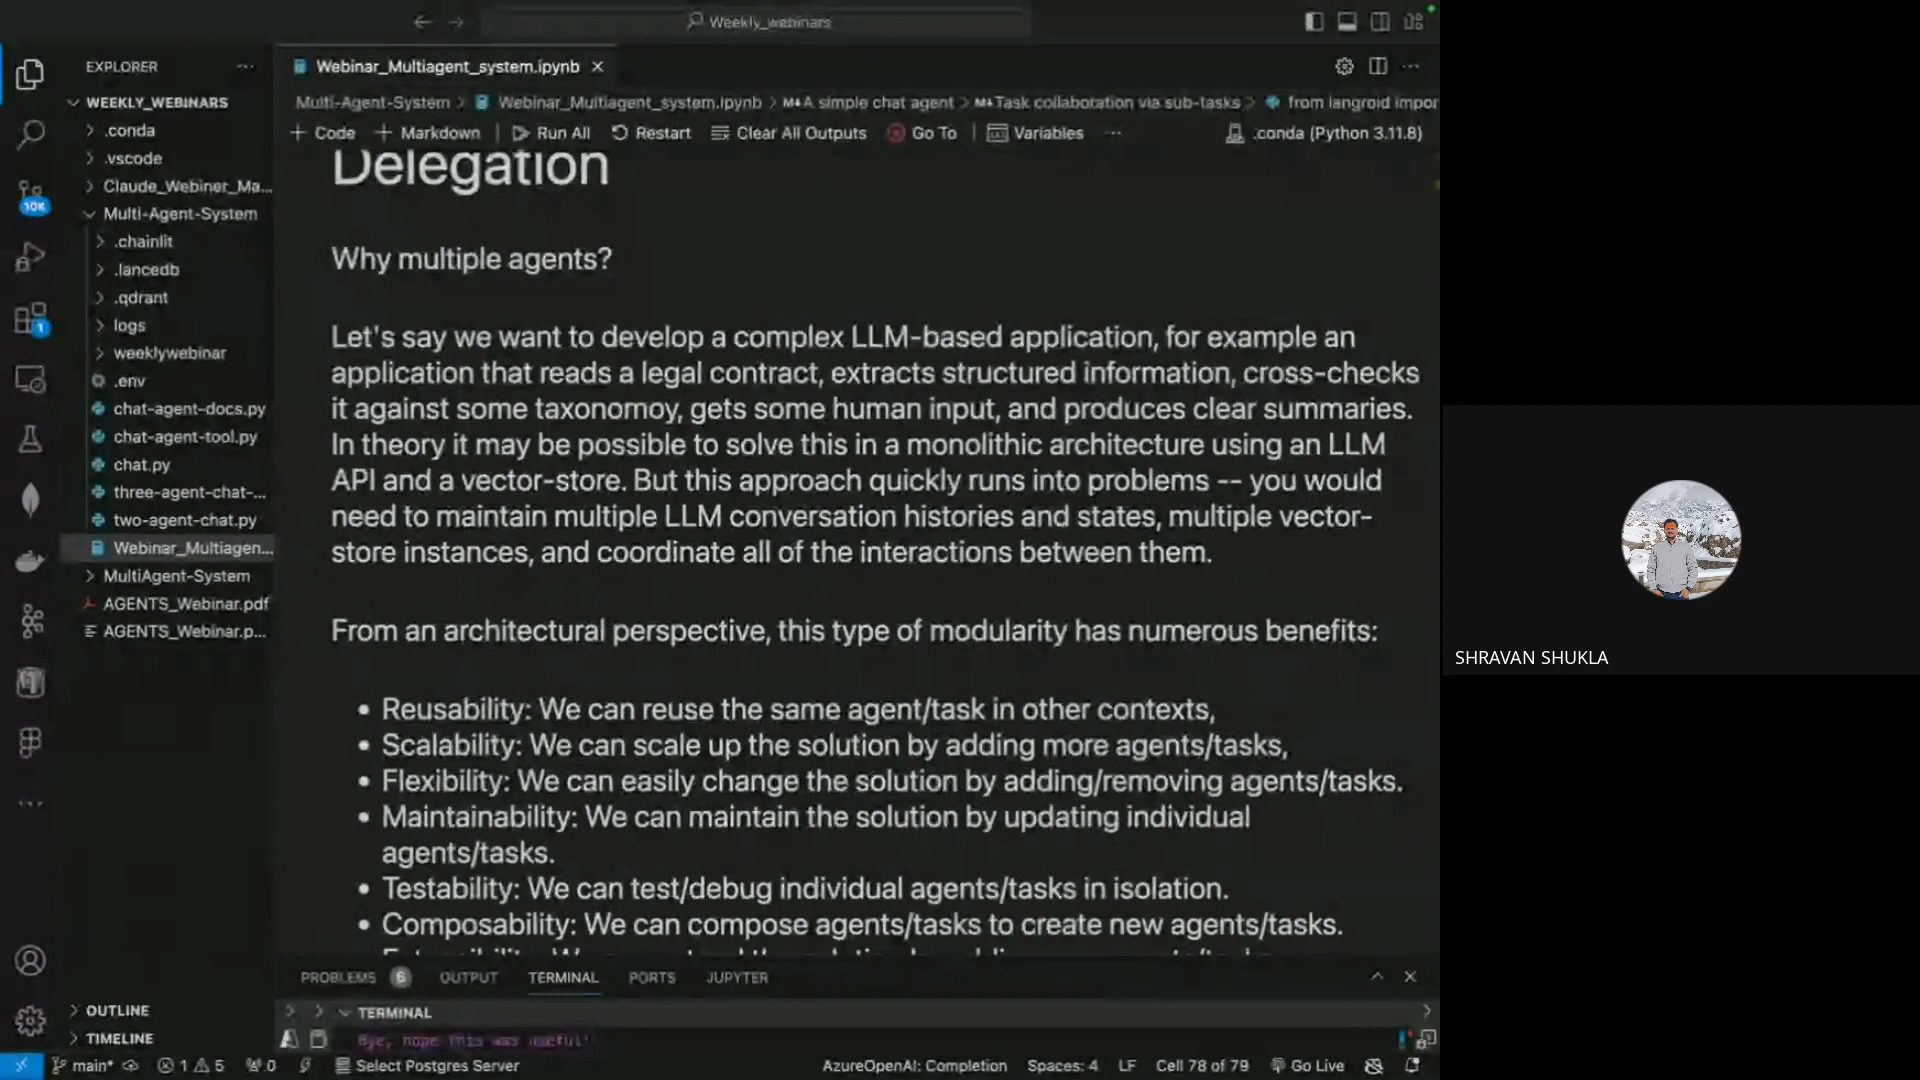 Weekly_webinars
EXPLORER
Webinar_Multiagent_system.ipynb
WEEKLY_WEBINARS
Multi-Agent-System > Webinar_Multiagent_system.ipynb > M↓A simple chat agent > M↓Task collaboration via sub-tasks > from langroid impor
.conda
+ Code + Markdown Run All Restart Clear All Outputs Go To Variables ... .conda (Python 3.11.8)
.vscode
Claude_Webiner_Ma...
Multi-Agent-System
.chainlit
.lancedb
.qdrant
logs
weeklywebinar
.env
chat-agent-docs.py
chat-agent-tool.py
chat.py
three-agent-chat-...
two-agent-chat.py
Webinar_Multiagen...
MultiAgent-System
AGENTS_Webinar.pdf
AGENTS_Webinar.p...
OUTLINE
TIMELINE
10K
1
Delegation
Why multiple agents?
Let's say we want to develop a complex LLM-based application, for example an
application that reads a legal contract, extracts structured information, cross-checks
it against some taxonomoy, gets some human input, and produces clear summaries.
In theory it may be possible to solve this in a monolithic architecture using an LLM
API and a vector-store. But this approach quickly runs into problems -- you would
need to maintain multiple LLM conversation histories and states, multiple vector-
store instances, and coordinate all of the interactions between them.
From an architectural perspective, this type of modularity has numerous benefits:
• Reusability: We can reuse the same agent/task in other contexts,
• Scalability: We can scale up the solution by adding more agents/tasks,
• Flexibility: We can easily change the solution by adding/removing agents/tasks.
• Maintainability: We can maintain the solution by updating individual
agents/tasks.
• Testability: We can test/debug individual agents/tasks in isolation.
• Composability: We can compose agents/tasks to create new agents/tasks.
PROBLEMS 6 OUTPUT TERMINAL PORTS JUPYTER
TERMINAL
Bye, hope this was useful!
main* 1 5 0 Select Postgres Server AzureOpenAI: Completion Spaces: 4 LF Cell 78 of 79 Go Live
SHRAVAN SHUKLA